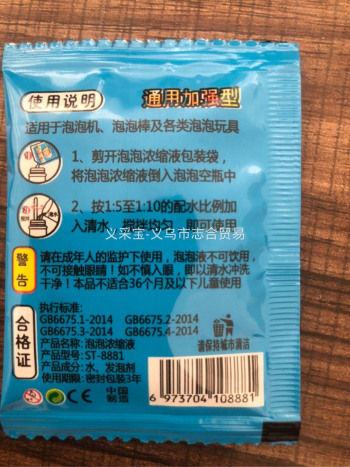 使用说明 通用加强型
适用于泡泡机、泡泡棒及各类泡泡玩具
1、剪开泡泡浓缩液包装袋,
将泡泡浓缩液倒入泡泡空瓶中
2、按1:5至1:10的配水比例加
入清水,搅拌均匀,即可使用
义采宝-义乌市志合贸易
警告
请在成年人的监护下使用,泡泡液不可饮用,
不可接触眼睛!如不慎入眼,即以清水冲洗
干净!本品不适合36个月及以下儿童使用
合格证
执行标准:
GB6675.1-2014 GB6675.2-2014
GB6675.3-2014 GB6675.4-2014
产品名称:泡泡浓缩液
产品型号:ST-8881
产品成分:水、发泡剂
使用期限:密封包装3年
请保持城市清洁
CE 中国
制造
6 973704 108881